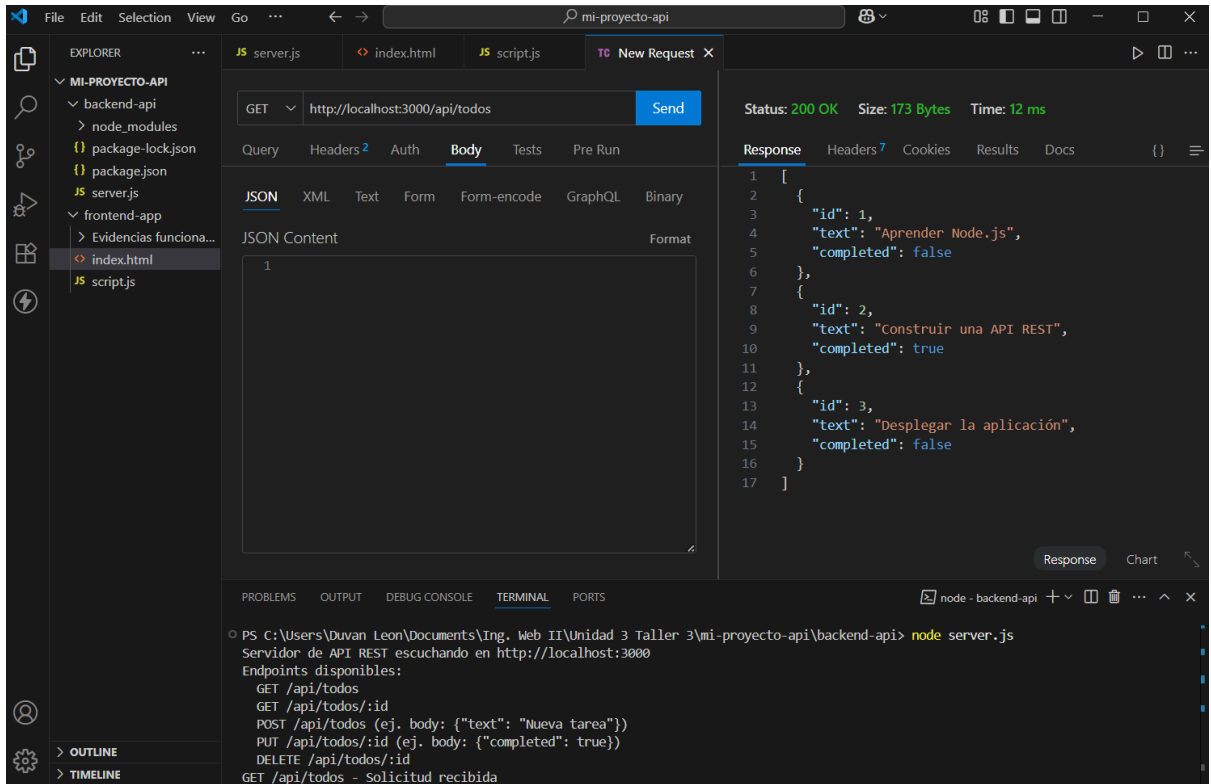 File Edit Selection View Go ··· mi-proyecto-api
EXPLORER ···
MI-PROYECTO-API
backend-api
node_modules
{} package-lock.json
{} package.json
JS server.js
frontend-app
Evidencias funciona...
<> index.html
JS script.js
OUTLINE
TIMELINE
JS server.js <> index.html JS script.js TC New Request
GET http://localhost:3000/api/todos Send
Query Headers 2 Auth Body Tests Pre Run
JSON XML Text Form Form-encode GraphQL Binary
JSON Content Format
1
Status: 200 OK Size: 173 Bytes Time: 12 ms
Response Headers 7 Cookies Results Docs {}
1 [
2 {
3 "id": 1,
4 "text": "Aprender Node.js",
5 "completed": false
6 },
7 {
8 "id": 2,
9 "text": "Construir una API REST",
10 "completed": true
11 },
12 {
13 "id": 3,
14 "text": "Desplegar la aplicación",
15 "completed": false
16 }
17 ]
Response Chart
PROBLEMS OUTPUT DEBUG CONSOLE TERMINAL PORTS node - backend-api
PS C:\Users\Duvan Leon\Documents\Ing. Web II\Unidad 3 Taller 3\mi-proyecto-api\backend-api> node server.js
Servidor de API REST escuchando en http://localhost:3000
Endpoints disponibles:
GET /api/todos
GET /api/todos/:id
POST /api/todos (ej. body: {"text": "Nueva tarea"})
PUT /api/todos/:id (ej. body: {"completed": true})
DELETE /api/todos/:id
GET /api/todos - Solicitud recibida